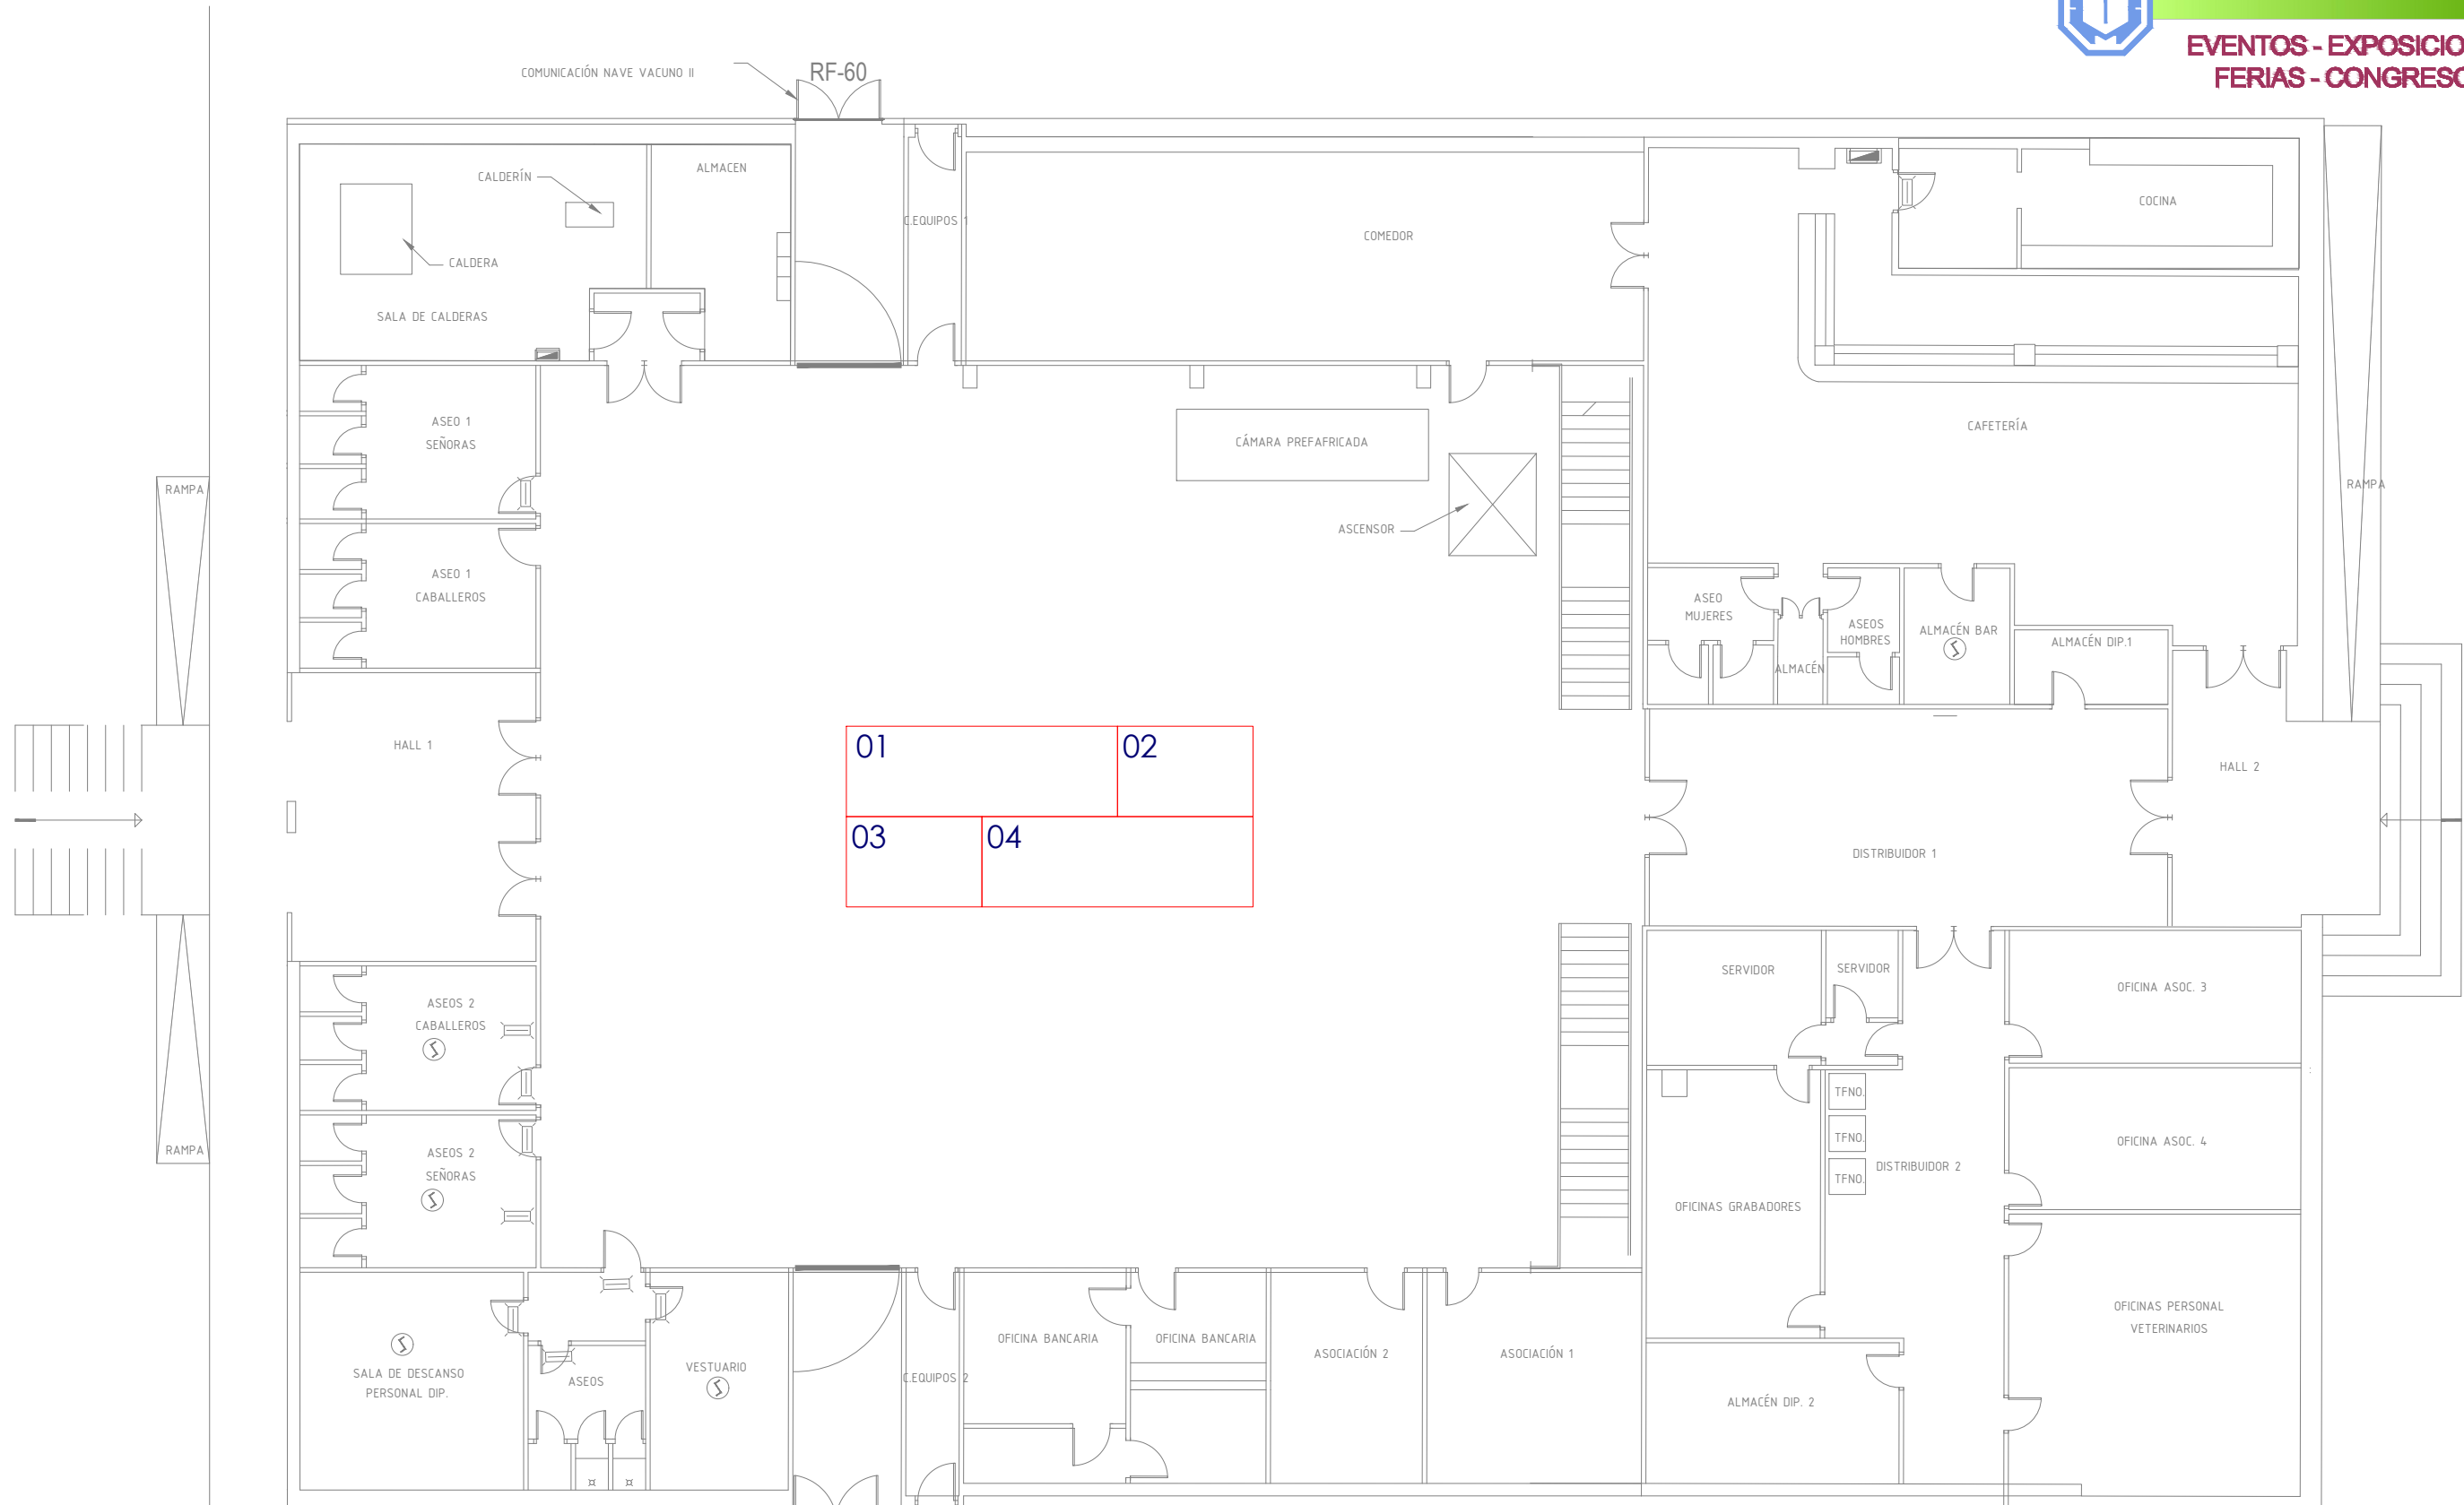 EVENTOS - EXPOSICIO
FERIAS - CONGRESO
COMUNICACIÓN NAVE VACUNO II
RF-60
CALDERÍN
ALMACEN
CALDERA
SALA DE CALDERAS
C.EQUIPOS 1
COMEDOR
COCINA
ASEO 1
SEÑORAS
CÁMARA PREFAFRICADA
CAFETERÍA
RAMPA
RAMPA
ASCENSOR
ASEO 1
CABALLEROS
ASEO
MUJERES
ASEOS
HOMBRES
ALMACÉN BAR
ALMACÉN DIP.1
ALMACÉN
HALL 1
01
02
HALL 2
03
04
DISTRIBUIDOR 1
SERVIDOR
SERVIDOR
OFICINA ASOC. 3
ASEOS 2
CABALLEROS
TFNO.
TFNO.
TFNO.
OFICINA ASOC. 4
RAMPA
ASEOS 2
SEÑORAS
DISTRIBUIDOR 2
OFICINAS GRABADORES
OFICINAS PERSONAL
VETERINARIOS
OFICINA BANCARIA
OFICINA BANCARIA
ASOCIACIÓN 2
ASOCIACIÓN 1
SALA DE DESCANSO
PERSONAL DIP.
ASEOS
VESTUARIO
C.EQUIPOS 2
ALMACÉN DIP. 2